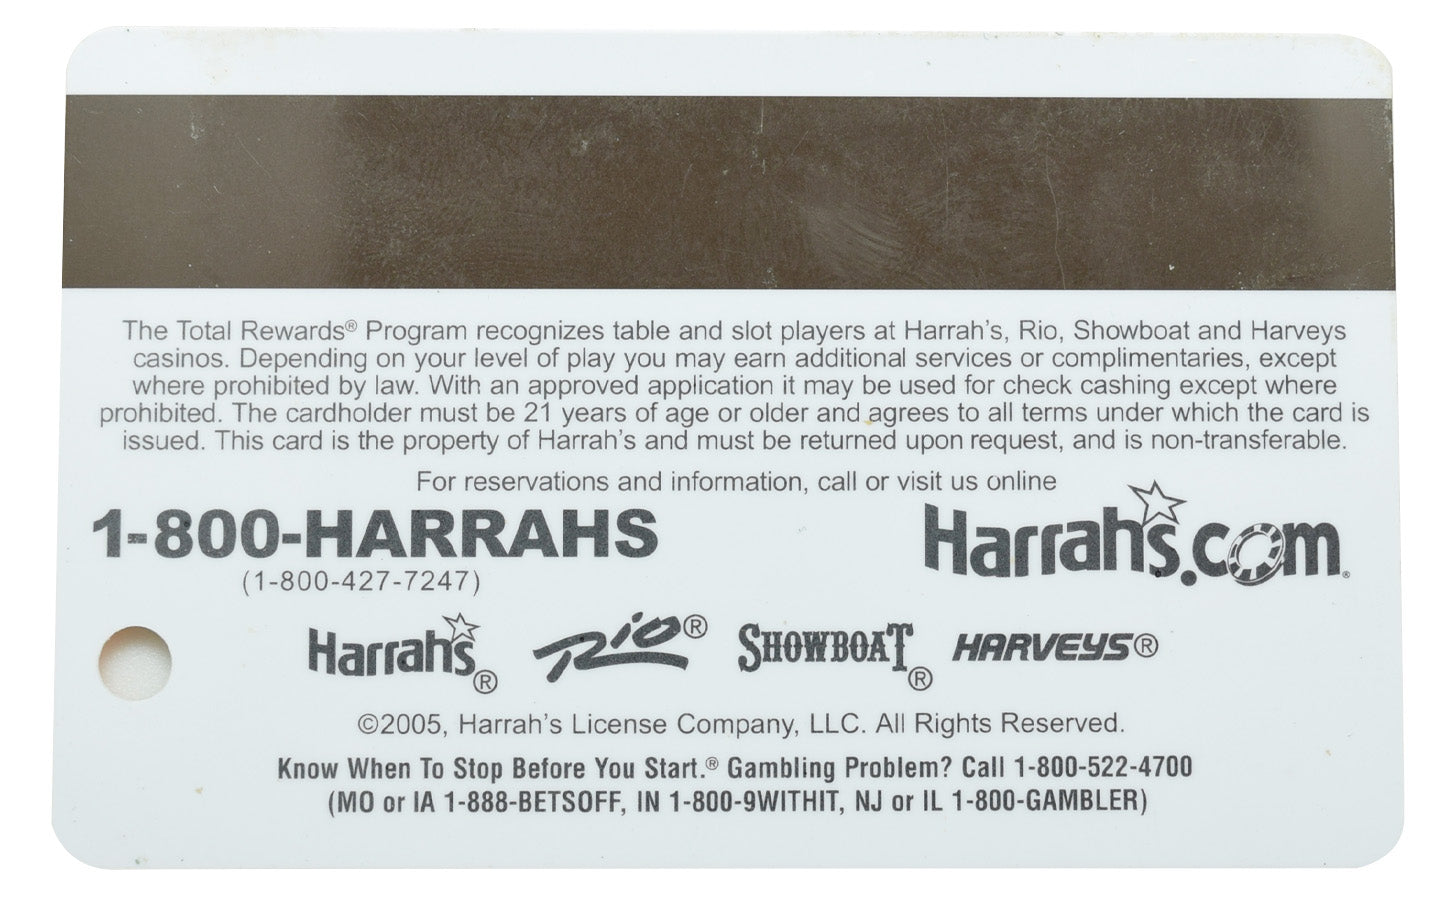 The Total Rewards® Program recognizes table and slot players at Harrah's, Rio, Showboat and Harveys
casinos. Depending on your level of play you may earn additional services or complimentaries, except
where prohibited by law. With an approved application it may be used for check cashing except where
prohibited. The cardholder must be 21 years of age or older and agrees to all terms under which the card is
issued. This card is the property of Harrah's and must be returned upon request, and is non-transferable.
For reservations and information, call or visit us online
1-800-HARRAHS
(1-800-427-7247)
Harrah's.com®
Harrah's® Rio® SHOWBOAT® HARVEYS®
©2005, Harrah's License Company, LLC. All Rights Reserved.
Know When To Stop Before You Start.® Gambling Problem? Call 1-800-522-4700
(MO or IA 1-888-BETSOFF, IN 1-800-9WITHIT, NJ or IL 1-800-GAMBLER)